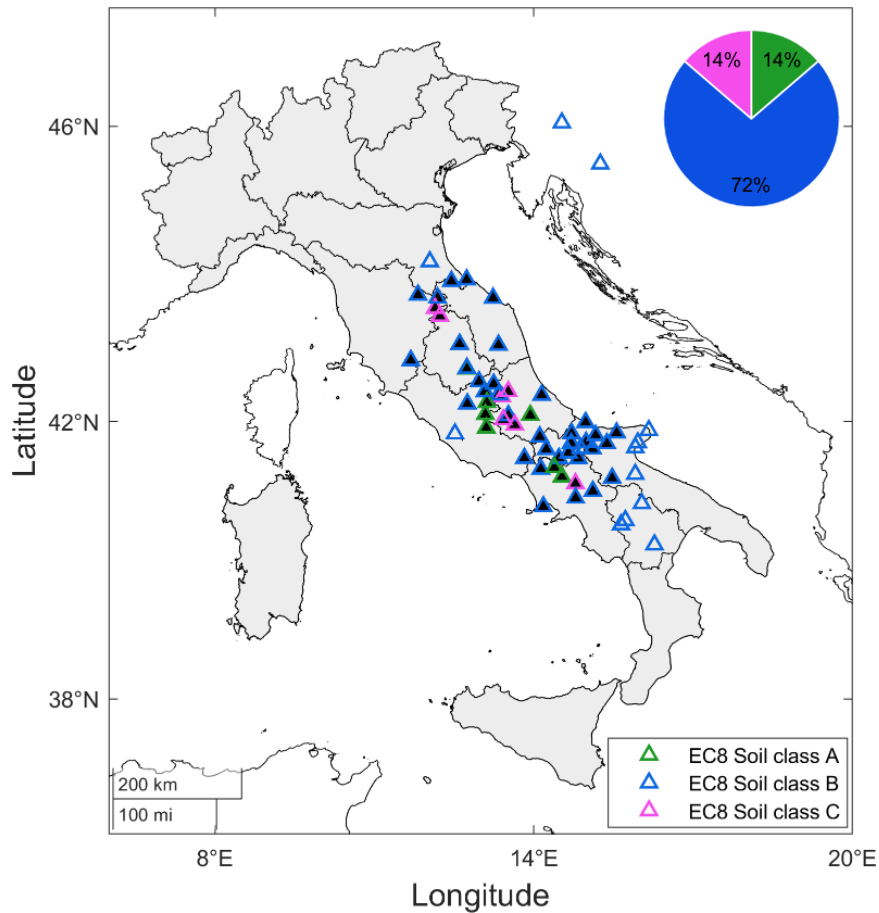 14%
14%
72%
46°N
42°N
38°N
Latitude
EC8 Soil class A
EC8 Soil class B
EC8 Soil class C
200 km
100 mi
8°E
14°E
20°E
Longitude